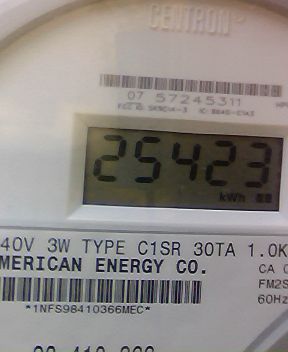 CENTRON
07 57245311
25423
kWh
40V 3W TYPE C1SR 30TA 1.0K
MERICAN ENERGY CO.
CA
FM2S
60Hz
*1NFS98410366MEC*